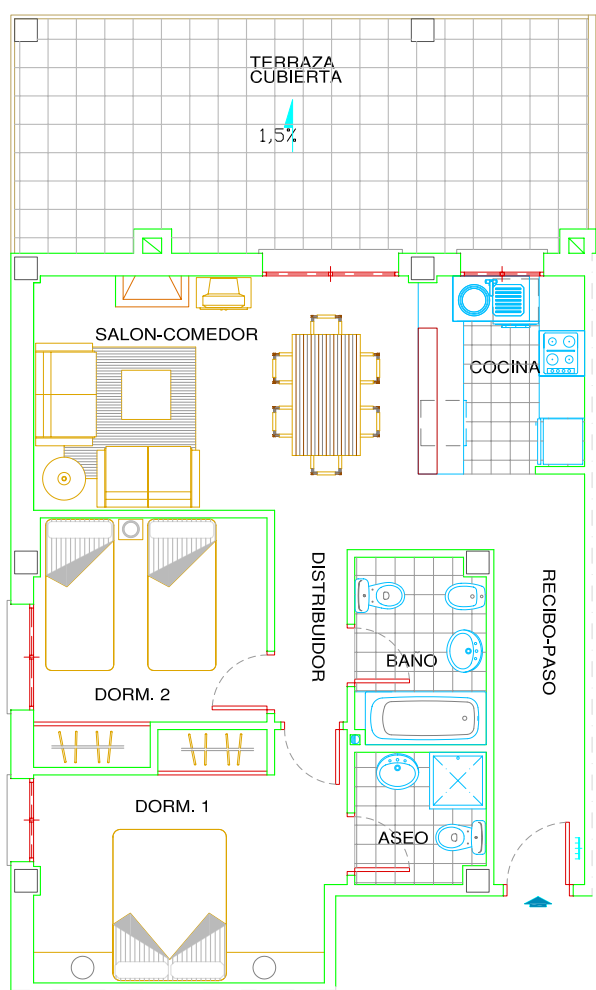 TERRAZA
CUBIERTA
1,5%
SALON-COMEDOR
COCINA
DISTRIBUIDOR
RECIBO-PASO
BANO
DORM. 2
DORM. 1
ASEO